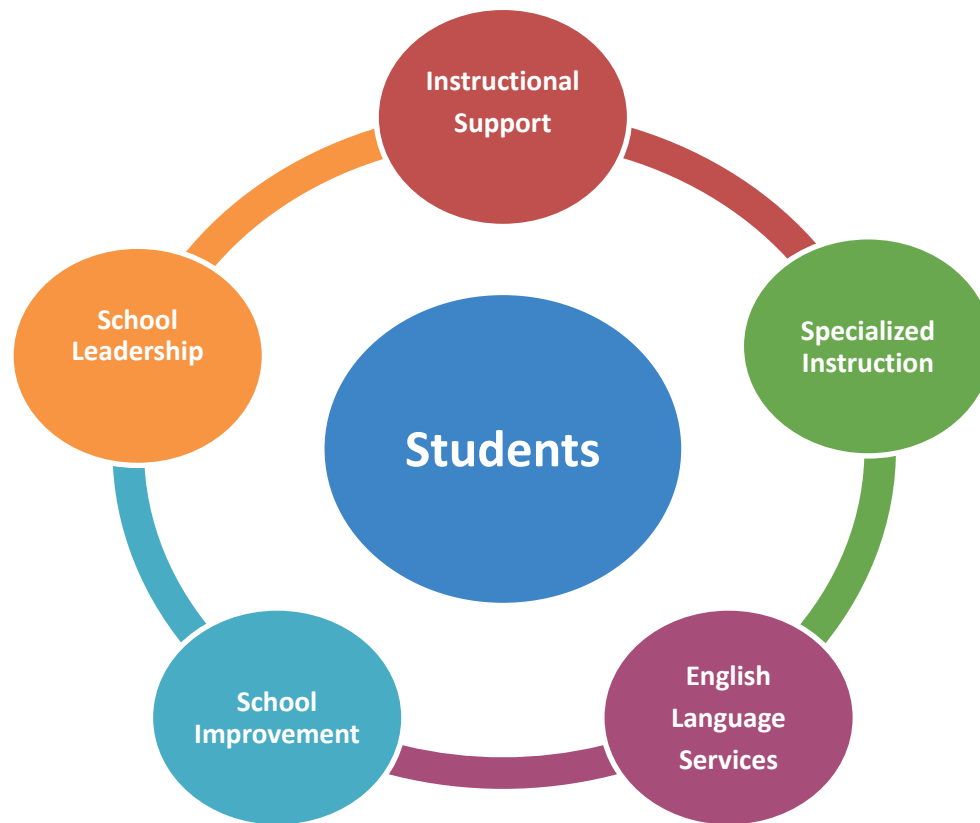 Instructional
Support
School
Leadership
Specialized
Instruction
Students
School
Improvement
English
Language
Services